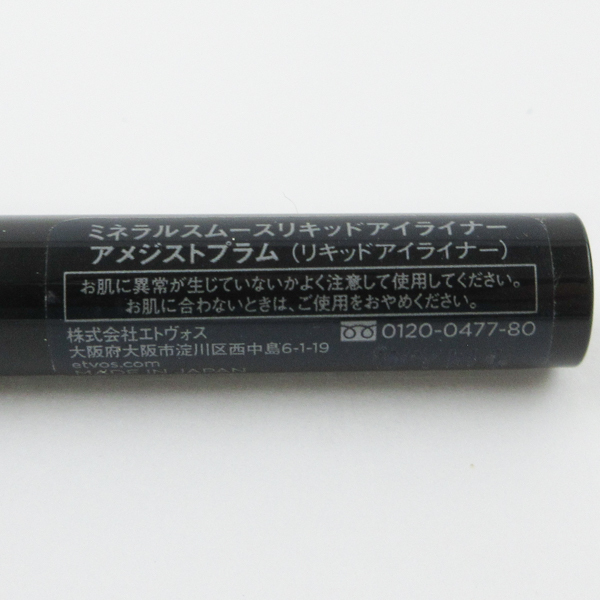 ミネラルスムースリキッドアイライナー
アメジストプラム（リキッドアイライナー）
お肌に異常が生じていないかよく注意して使用してください。
お肌に合わないときは、ご使用をおやめください。
株式会社エトヴォス 0120-0477-80
大阪府大阪市淀川区西中島6-1-19
etvos.com
MADE IN JAPAN